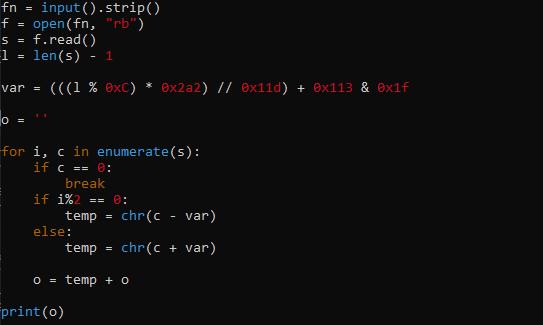 fn = input().strip()
f = open(fn, "rb")
s = f.read()
l = len(s) - 1
var = (((l % 0xC) * 0x2a2) // 0x11d) + 0x113 & 0x1f
o = ''
for i, c in enumerate(s):
    if c == 0:
        break
    if i%2 == 0:
        temp = chr(c - var)
    else:
        temp = chr(c + var)
    o = temp + o
print(o)